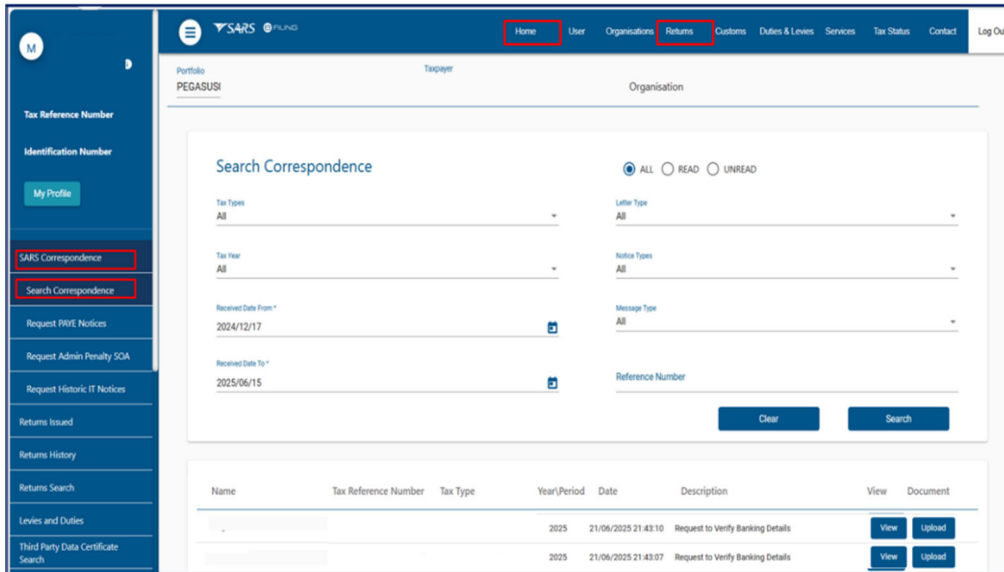 M
SARS eFILING
Home User Organisations Returns Customs Duties & Levies Services Tax Status Contact Log Ou
Portfolio
PEGASUS
Taxpayer
Organisation
Tax Reference Number
Identification Number
My Profile
SARS Correspondence
Search Correspondence
Request PAYE Notices
Request Admin Penalty SOA
Request Historic IT Notices
Returns Issued
Returns History
Returns Search
Levies and Duties
Third Party Data Certificate
Search
Search Correspondence
ALL READ UNREAD
Tax Types
All
Letter Type
All
Tax Year
All
Notice Types
All
Received Date From *
2024/12/17
Message Type
All
Received Date To *
2025/06/15
Reference Number
Clear Search
Name Tax Reference Number Tax Type Year\Period Date Description View Document
2025 21/06/2025 21:43:10 Request to Verify Banking Details View Upload
2025 21/06/2025 21:43:07 Request to Verify Banking Details View Upload